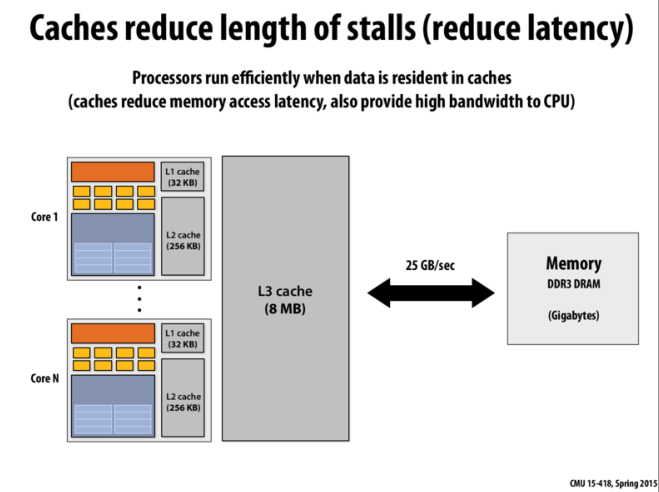 Caches reduce length of stalls (reduce latency)
Processors run efficiently when data is resident in caches
(caches reduce memory access latency, also provide high bandwidth to CPU)
Core 1
L1 cache
(32 KB)
L2 cache
(256 KB)
Core N
L1 cache
(32 KB)
L2 cache
(256 KB)
L3 cache
(8 MB)
25 GB/sec
Memory
DDR3 DRAM
(Gigabytes)
CMU 15-418, Spring 2015